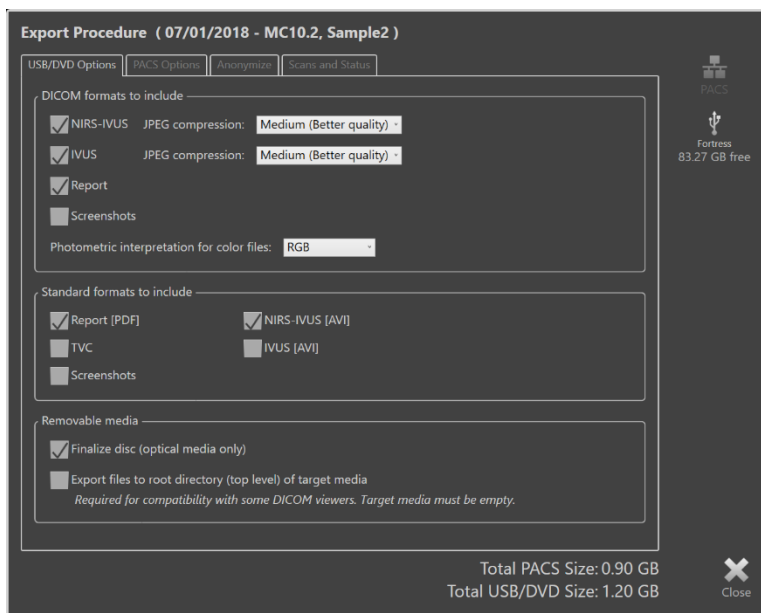 Export Procedure ( 07/01/2018 - MC10.2, Sample2 )
USB/DVD Options PACS Options Anonymize Scans and Status
PACS
Fortress
83.27 GB free
DICOM formats to include
NIRS-IVUS JPEG compression: Medium (Better quality)
IVUS JPEG compression: Medium (Better quality)
Report
Screenshots
Photometric interpretation for color files: RGB
Standard formats to include
Report [PDF] NIRS-IVUS [AVI]
TVC IVUS [AVI]
Screenshots
Removable media
Finalize disc (optical media only)
Export files to root directory (top level) of target media
Required for compatibility with some DICOM viewers. Target media must be empty.
Total PACS Size: 0.90 GB
Total USB/DVD Size: 1.20 GB
Close